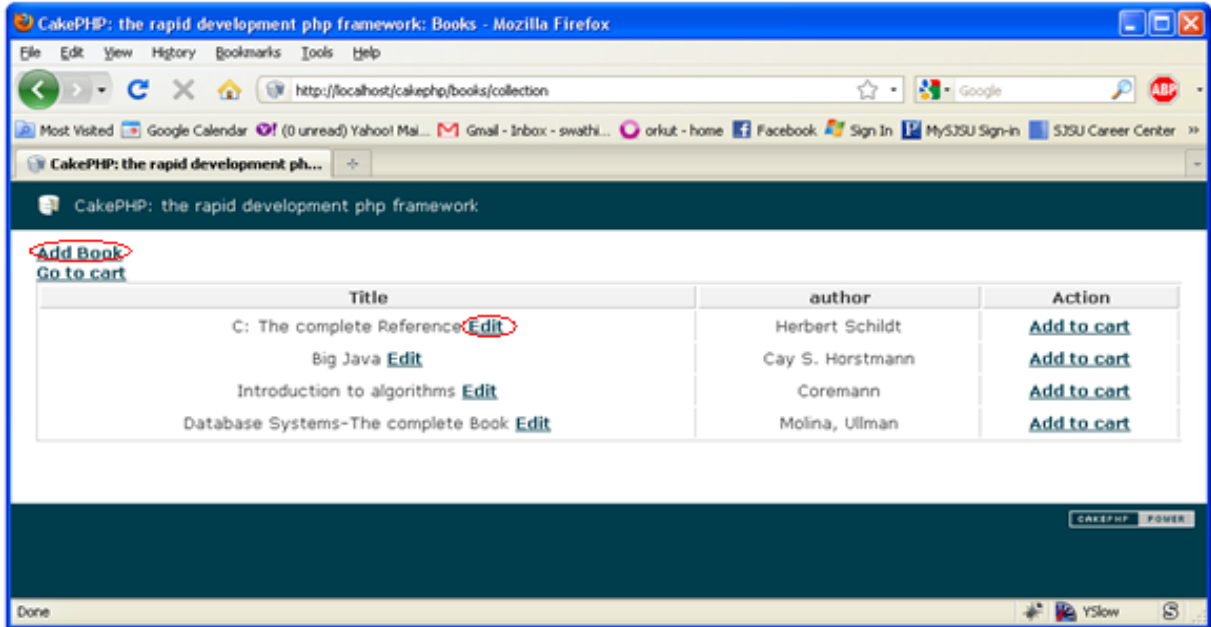 CakePHP: the rapid development php framework: Books - Mozilla Firefox
File Edit View History Bookmarks Tools Help
http://localhost/cakephp/books/collection Google ABP
Most Visited Google Calendar (0 unread) Yahoo! Mai... Gmail - Inbox - swathi... orkut - home Facebook Sign In MySJSU Sign-in SJSU Career Center »
CakePHP: the rapid development ph...
CakePHP: the rapid development php framework
Add Book
Go to cart
Title author Action
C: The complete Reference Edit Herbert Schildt Add to cart
Big Java Edit Cay S. Horstmann Add to cart
Introduction to algorithms Edit Coremann Add to cart
Database Systems-The complete Book Edit Molina, Ullman Add to cart
CAKEPHP POWER
Done YSlow